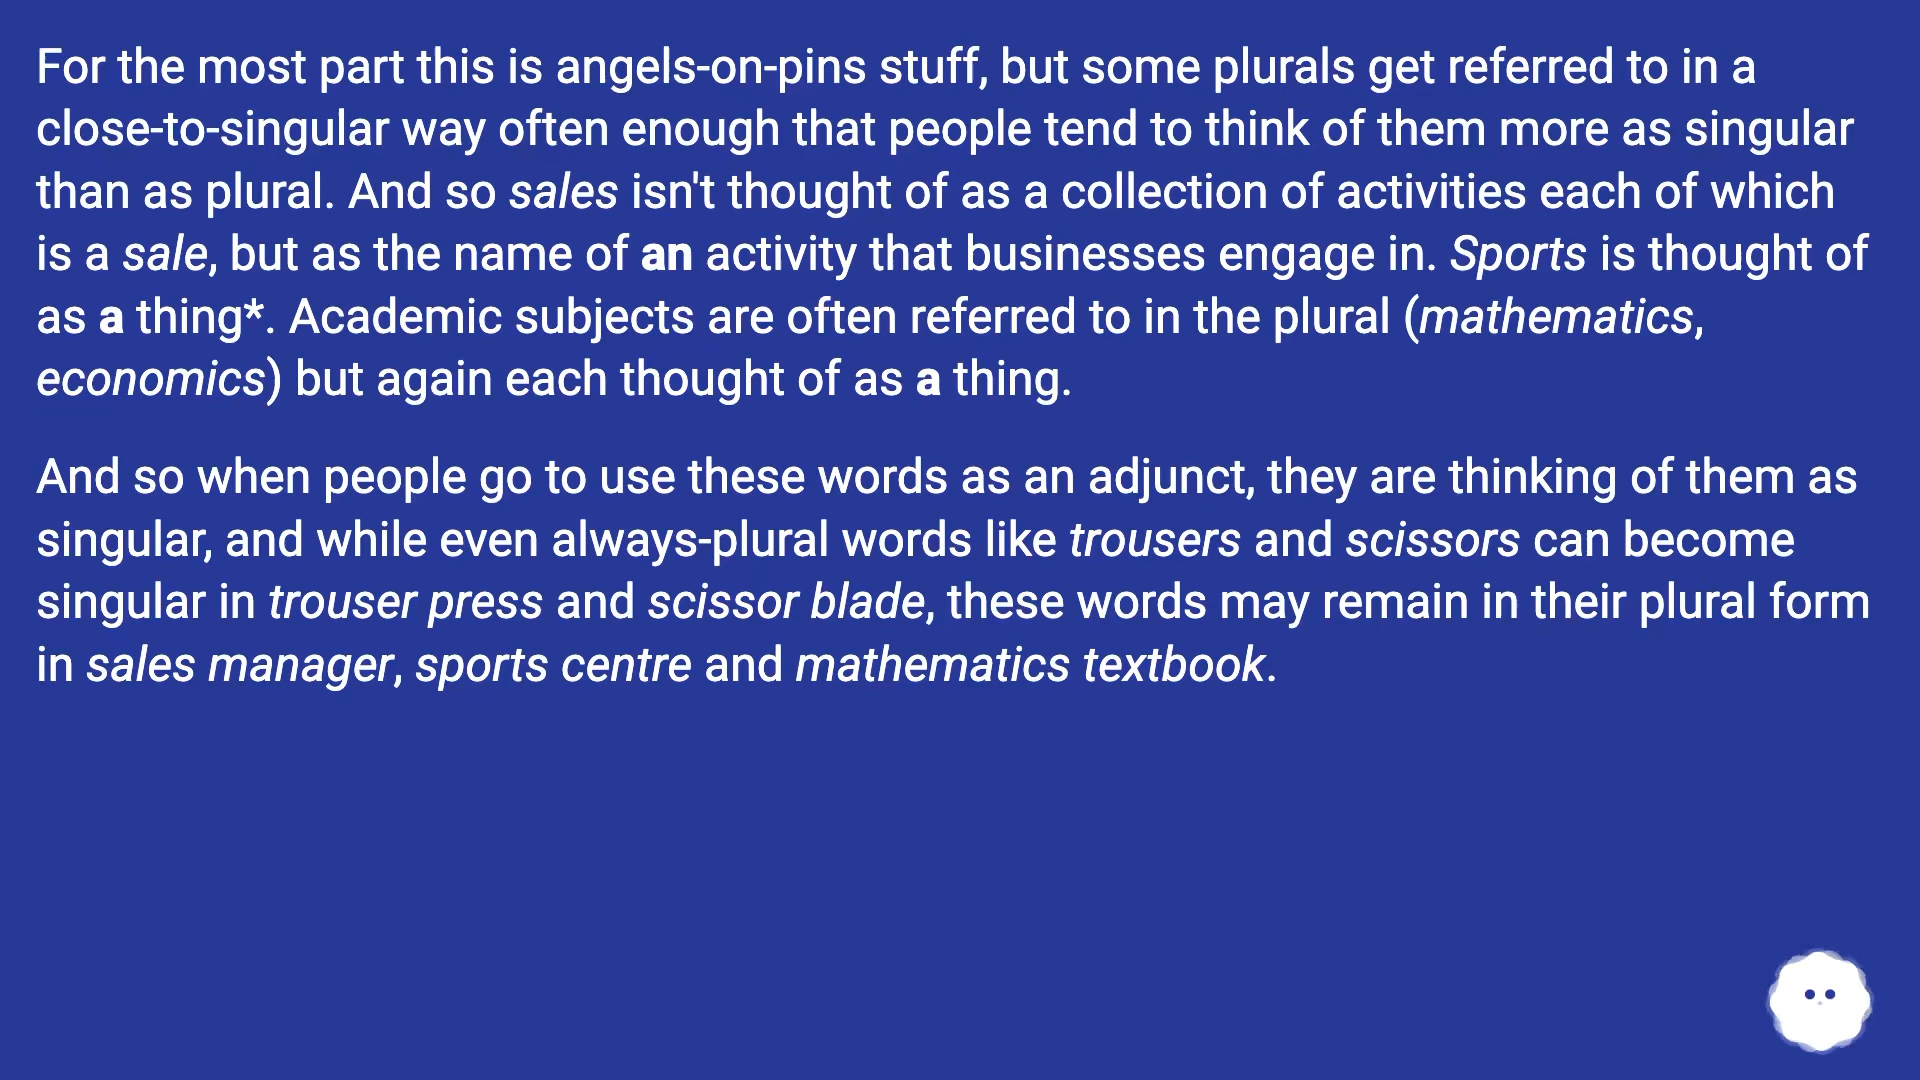 For the most part this is angels-on-pins stuff, but some plurals get referred to in a
close-to-singular way often enough that people tend to think of them more as singular
than as plural. And so sales isn't thought of as a collection of activities each of which
is a sale, but as the name of an activity that businesses engage in. Sports is thought of
as a thing*. Academic subjects are often referred to in the plural (mathematics,
economics) but again each thought of as a thing.
And so when people go to use these words as an adjunct, they are thinking of them as
singular, and while even always-plural words like trousers and scissors can become
singular in trouser press and scissor blade, these words may remain in their plural form
in sales manager, sports centre and mathematics textbook.